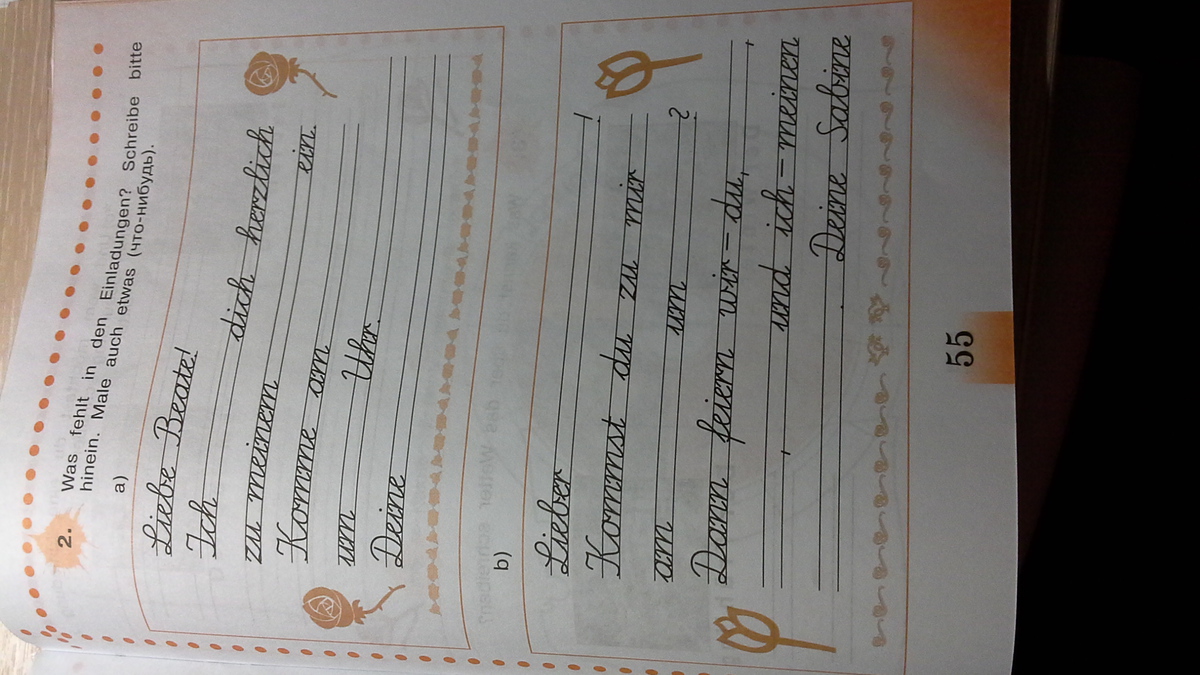 2. Was fehlt in den Einladungen? Schreibe bitte
hinein. Male auch etwas (что-нибудь).
a)
Liebe Beate!
Ich dich herzlich
zu meinem ein.
Komme am
um Uhr.
Deine
b)
Lieber !
Kommst du zu mir
am um ?
Dann feiern wir – du, ,
, und ich – meinen
. Deine Sabine
55